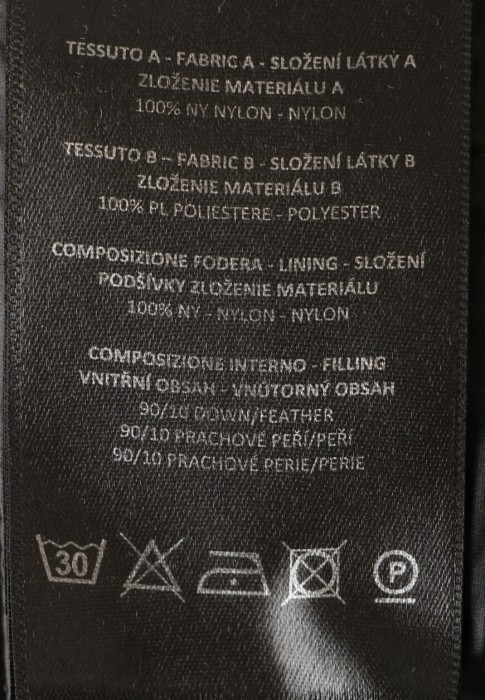 TESSUTO A - FABRIC A - SLOŽENÍ LÁTKY A
ZLOŽENIE MATERIÁLU A
100% NY NYLON - NYLON
TESSUTO B – FABRIC B - SLOŽENÍ LÁTKY B
ZLOŽENIE MATERIÁLU B
100% PL POLIESTERE - POLYESTER
COMPOSIZIONE FODERA - LINING - SLOŽENÍ
PODŠÍVKY ZLOŽENIE MATERIÁLU
100% NY - NYLON - NYLON
COMPOSIZIONE INTERNO - FILLING
VNITŘNÍ OBSAH - VNÚTORNÝ OBSAH
90/10 DOWN/FEATHER
90/10 PRACHOVÉ PEŘÍ/PEŘÍ
90/10 PRACHOVÉ PERIE/PERIE
30 P